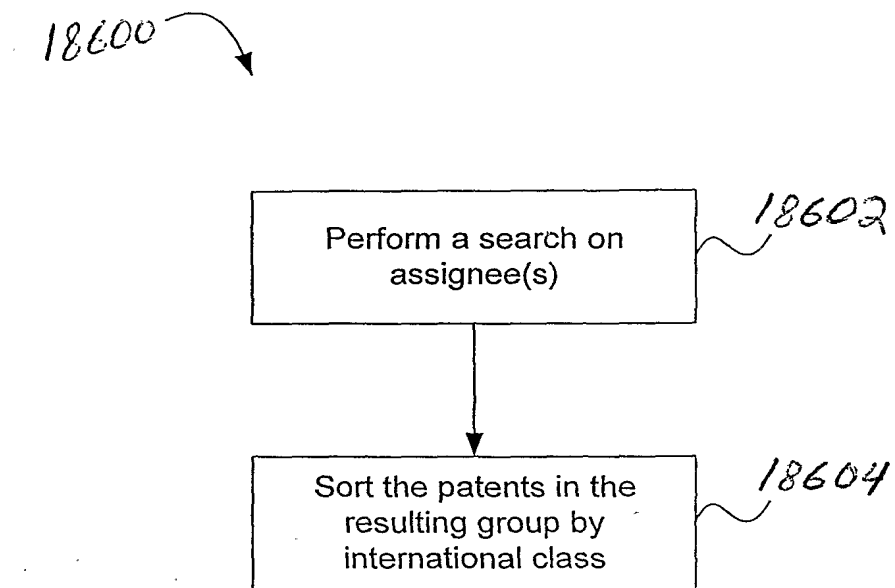 18600
18602
Perform a search on
assignee(s)
18604
Sort the patents in the
resulting group by
international class